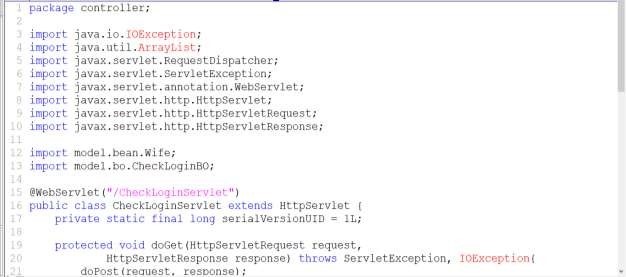 1 package controller;
2
3 import java.io.IOException;
4 import java.util.ArrayList;
5 import javax.servlet.RequestDispatcher;
6 import javax.servlet.ServletException;
7 import javax.servlet.annotation.WebServlet;
8 import javax.servlet.http.HttpServlet;
9 import javax.servlet.http.HttpServletRequest;
10 import javax.servlet.http.HttpServletResponse;
11
12 import model.bean.Wife;
13 import model.bo.CheckLoginBO;
14
15 @WebServlet("/CheckLoginServlet")
16 public class CheckLoginServlet extends HttpServlet {
17 private static final long serialVersionUID = 1L;
18
19 protected void doGet(HttpServletRequest request,
20 HttpServletResponse response) throws ServletException, IOException{
21 doPost(request, response);